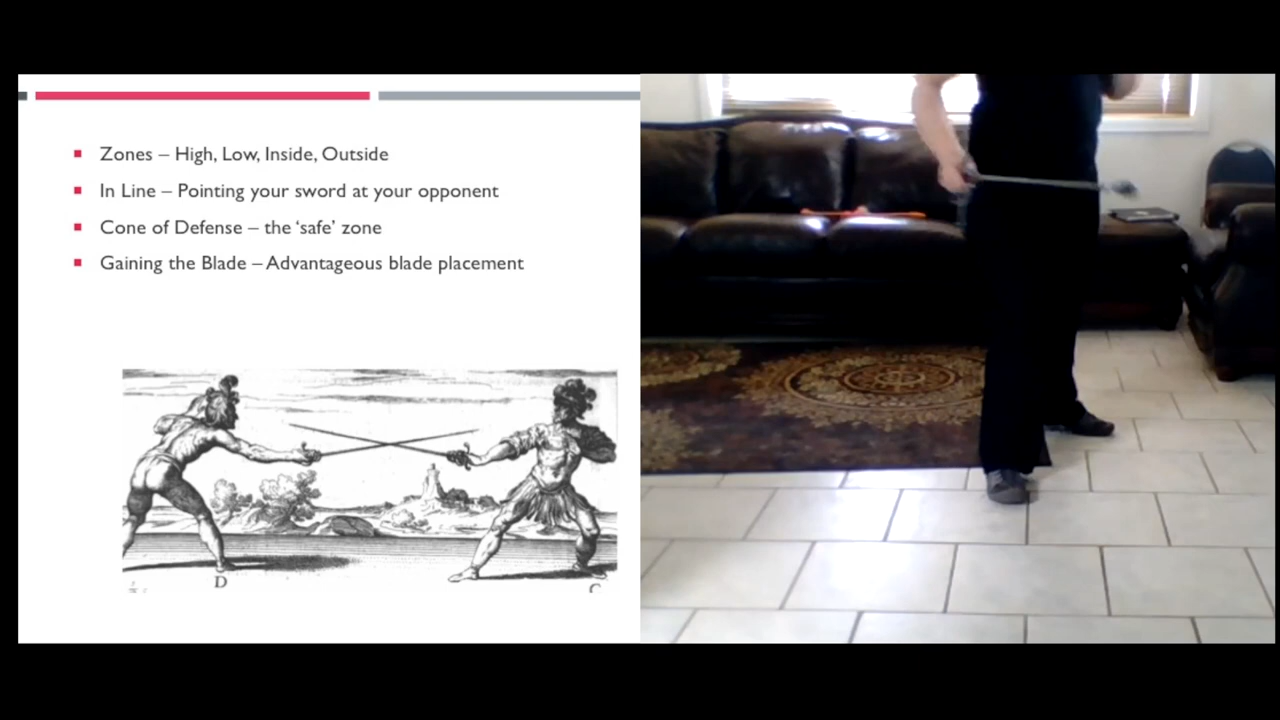 Zones – High, Low, Inside, Outside
In Line – Pointing your sword at your opponent
Cone of Defense – the ‘safe’ zone
Gaining the Blade – Advantageous blade placement
D
C